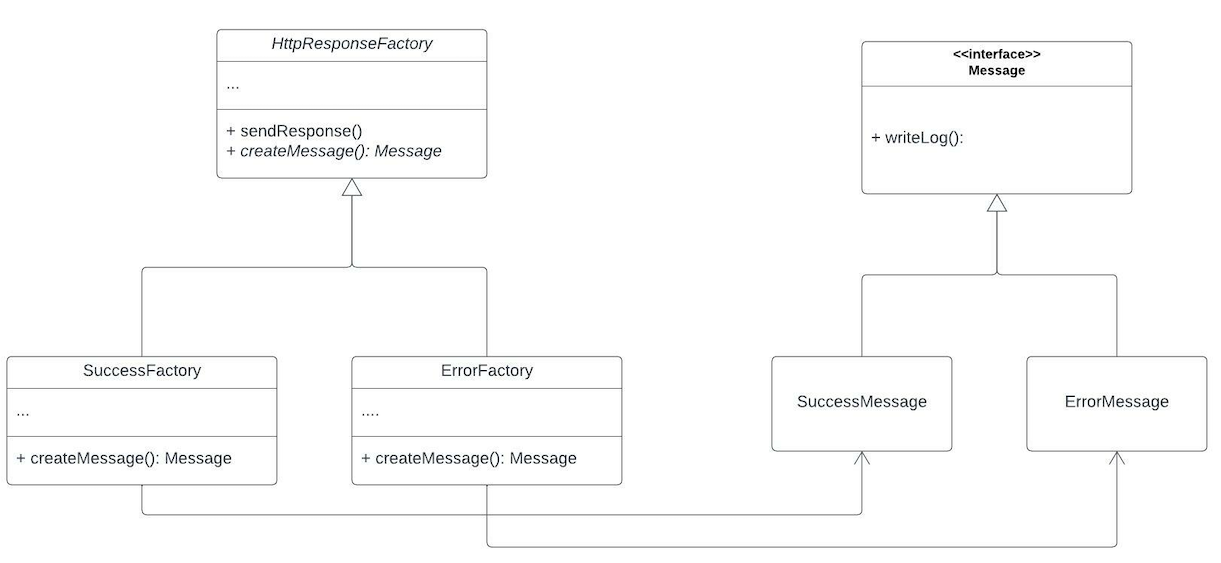 HttpResponseFactory
...
+ sendResponse()
+ createMessage(): Message
<<interface>>
Message
+ writeLog():
SuccessFactory
...
+ createMessage(): Message
ErrorFactory
....
+ createMessage(): Message
SuccessMessage
ErrorMessage